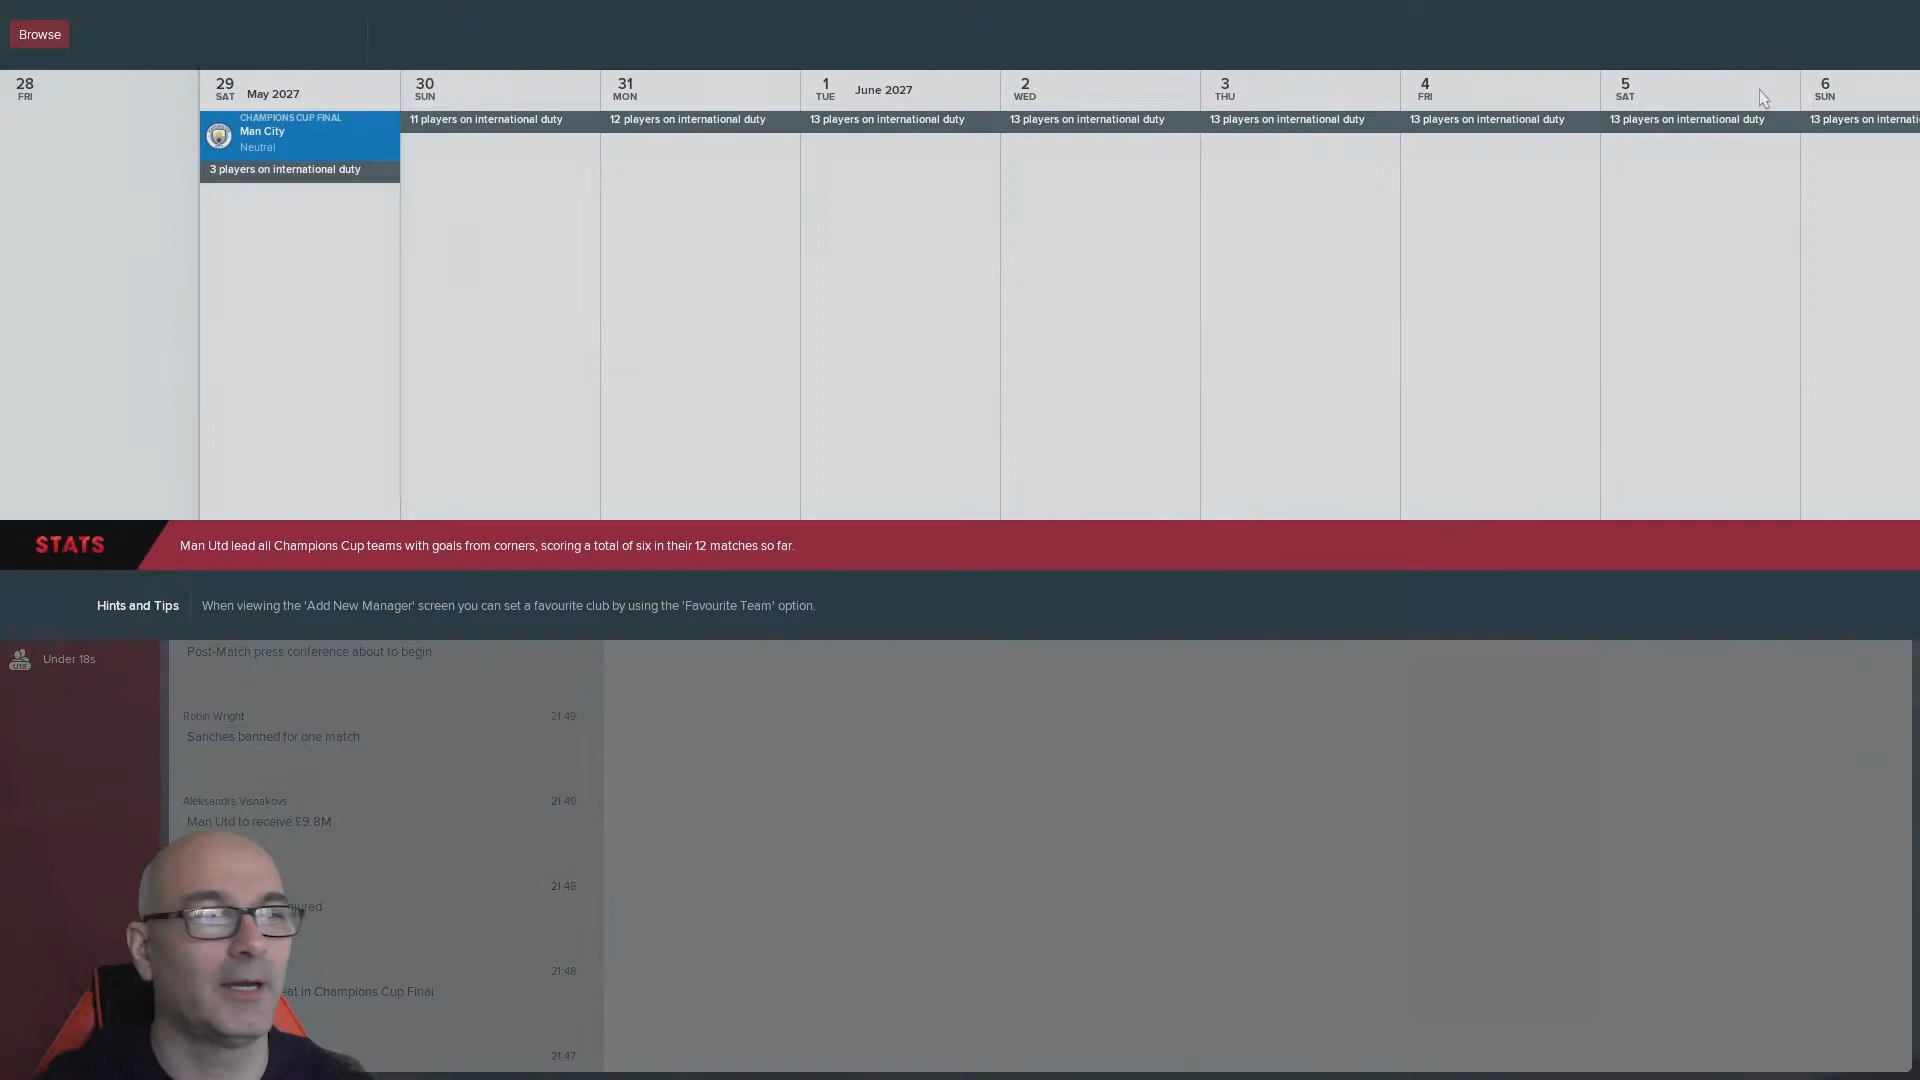 Browse
28
FRI
29
SAT
May 2027
30
SUN
31
MON
1
TUE
June 2027
2
WED
3
THU
4
FRI
5
SAT
6
SUN
CHAMPIONS CUP FINAL
Man City
Neutral
3 players on international duty
11 players on international duty
12 players on international duty
13 players on international duty
13 players on international duty
13 players on international duty
13 players on international duty
13 players on international duty
13 players on internati
STATS
Man Utd lead all Champions Cup teams with goals from corners, scoring a total of six in their 12 matches so far.
Hints and Tips
When viewing the 'Add New Manager' screen you can set a favourite club by using the 'Favourite Team' option.
U18
Under 18s
Post-Match press conference about to begin
Robin Wright
21:49
Sanches banned for one match
Aleksandrs Visnakovs
21:49
Man Utd to receive £9.8M
21:48
njured
21:48
eat in Champions Cup Final
21:47